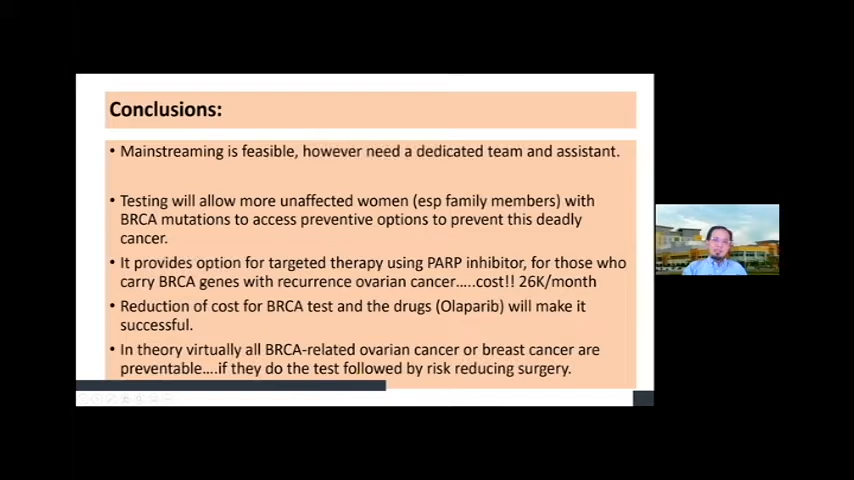 Conclusions:
• Mainstreaming is feasible, however need a dedicated team and assistant.
• Testing will allow more unaffected women (esp family members) with
BRCA mutations to access preventive options to prevent this deadly
cancer.
• It provides option for targeted therapy using PARP inhibitor, for those who
carry BRCA genes with recurrence ovarian cancer.....cost!! 26K/month
• Reduction of cost for BRCA test and the drugs (Olaparib) will make it
successful.
• In theory virtually all BRCA-related ovarian cancer or breast cancer are
preventable....if they do the test followed by risk reducing surgery.